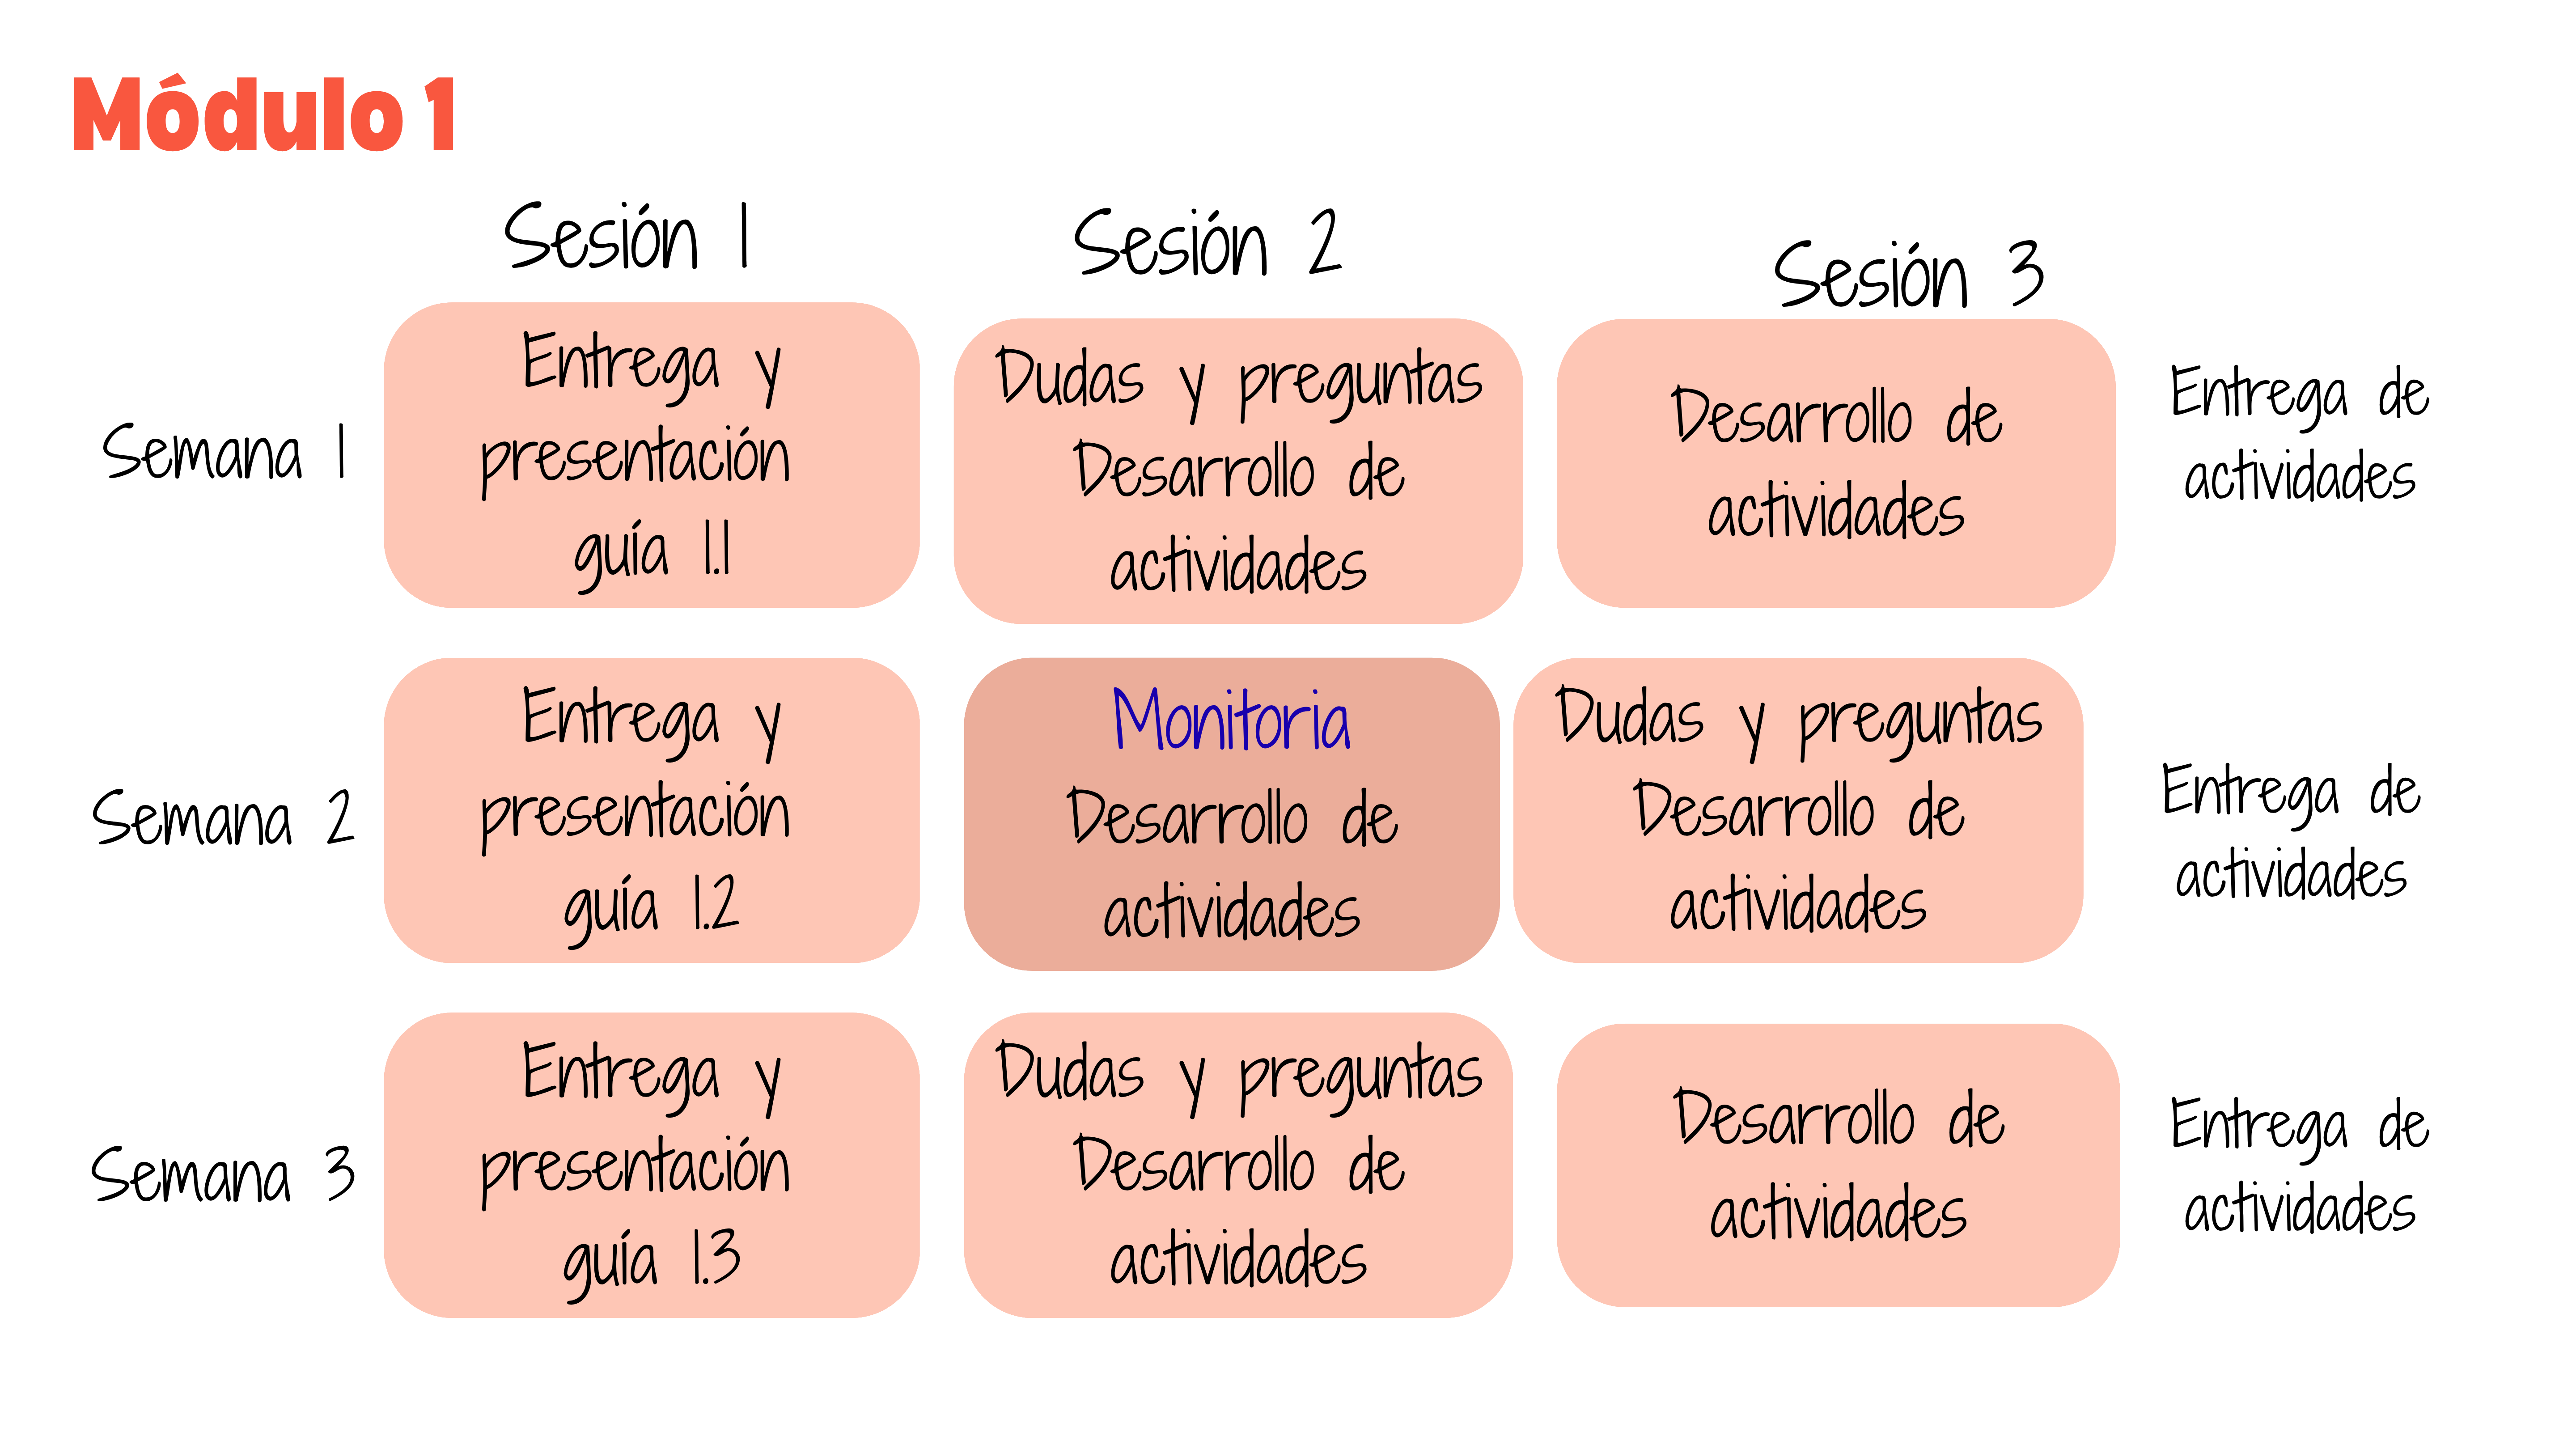 Módulo 1
Sesión 1
Sesión 2
Sesión 3
Semana 1
Entrega y
presentación
guía 1.1
Dudas y preguntas
Desarrollo de
actividades
Desarrollo de
actividades
Entrega de
actividades
Semana 2
Entrega y
presentación
guía 1.2
Monitoria
Desarrollo de
actividades
Dudas y preguntas
Desarrollo de
actividades
Entrega de
actividades
Semana 3
Entrega y
presentación
guía 1.3
Dudas y preguntas
Desarrollo de
actividades
Desarrollo de
actividades
Entrega de
actividades